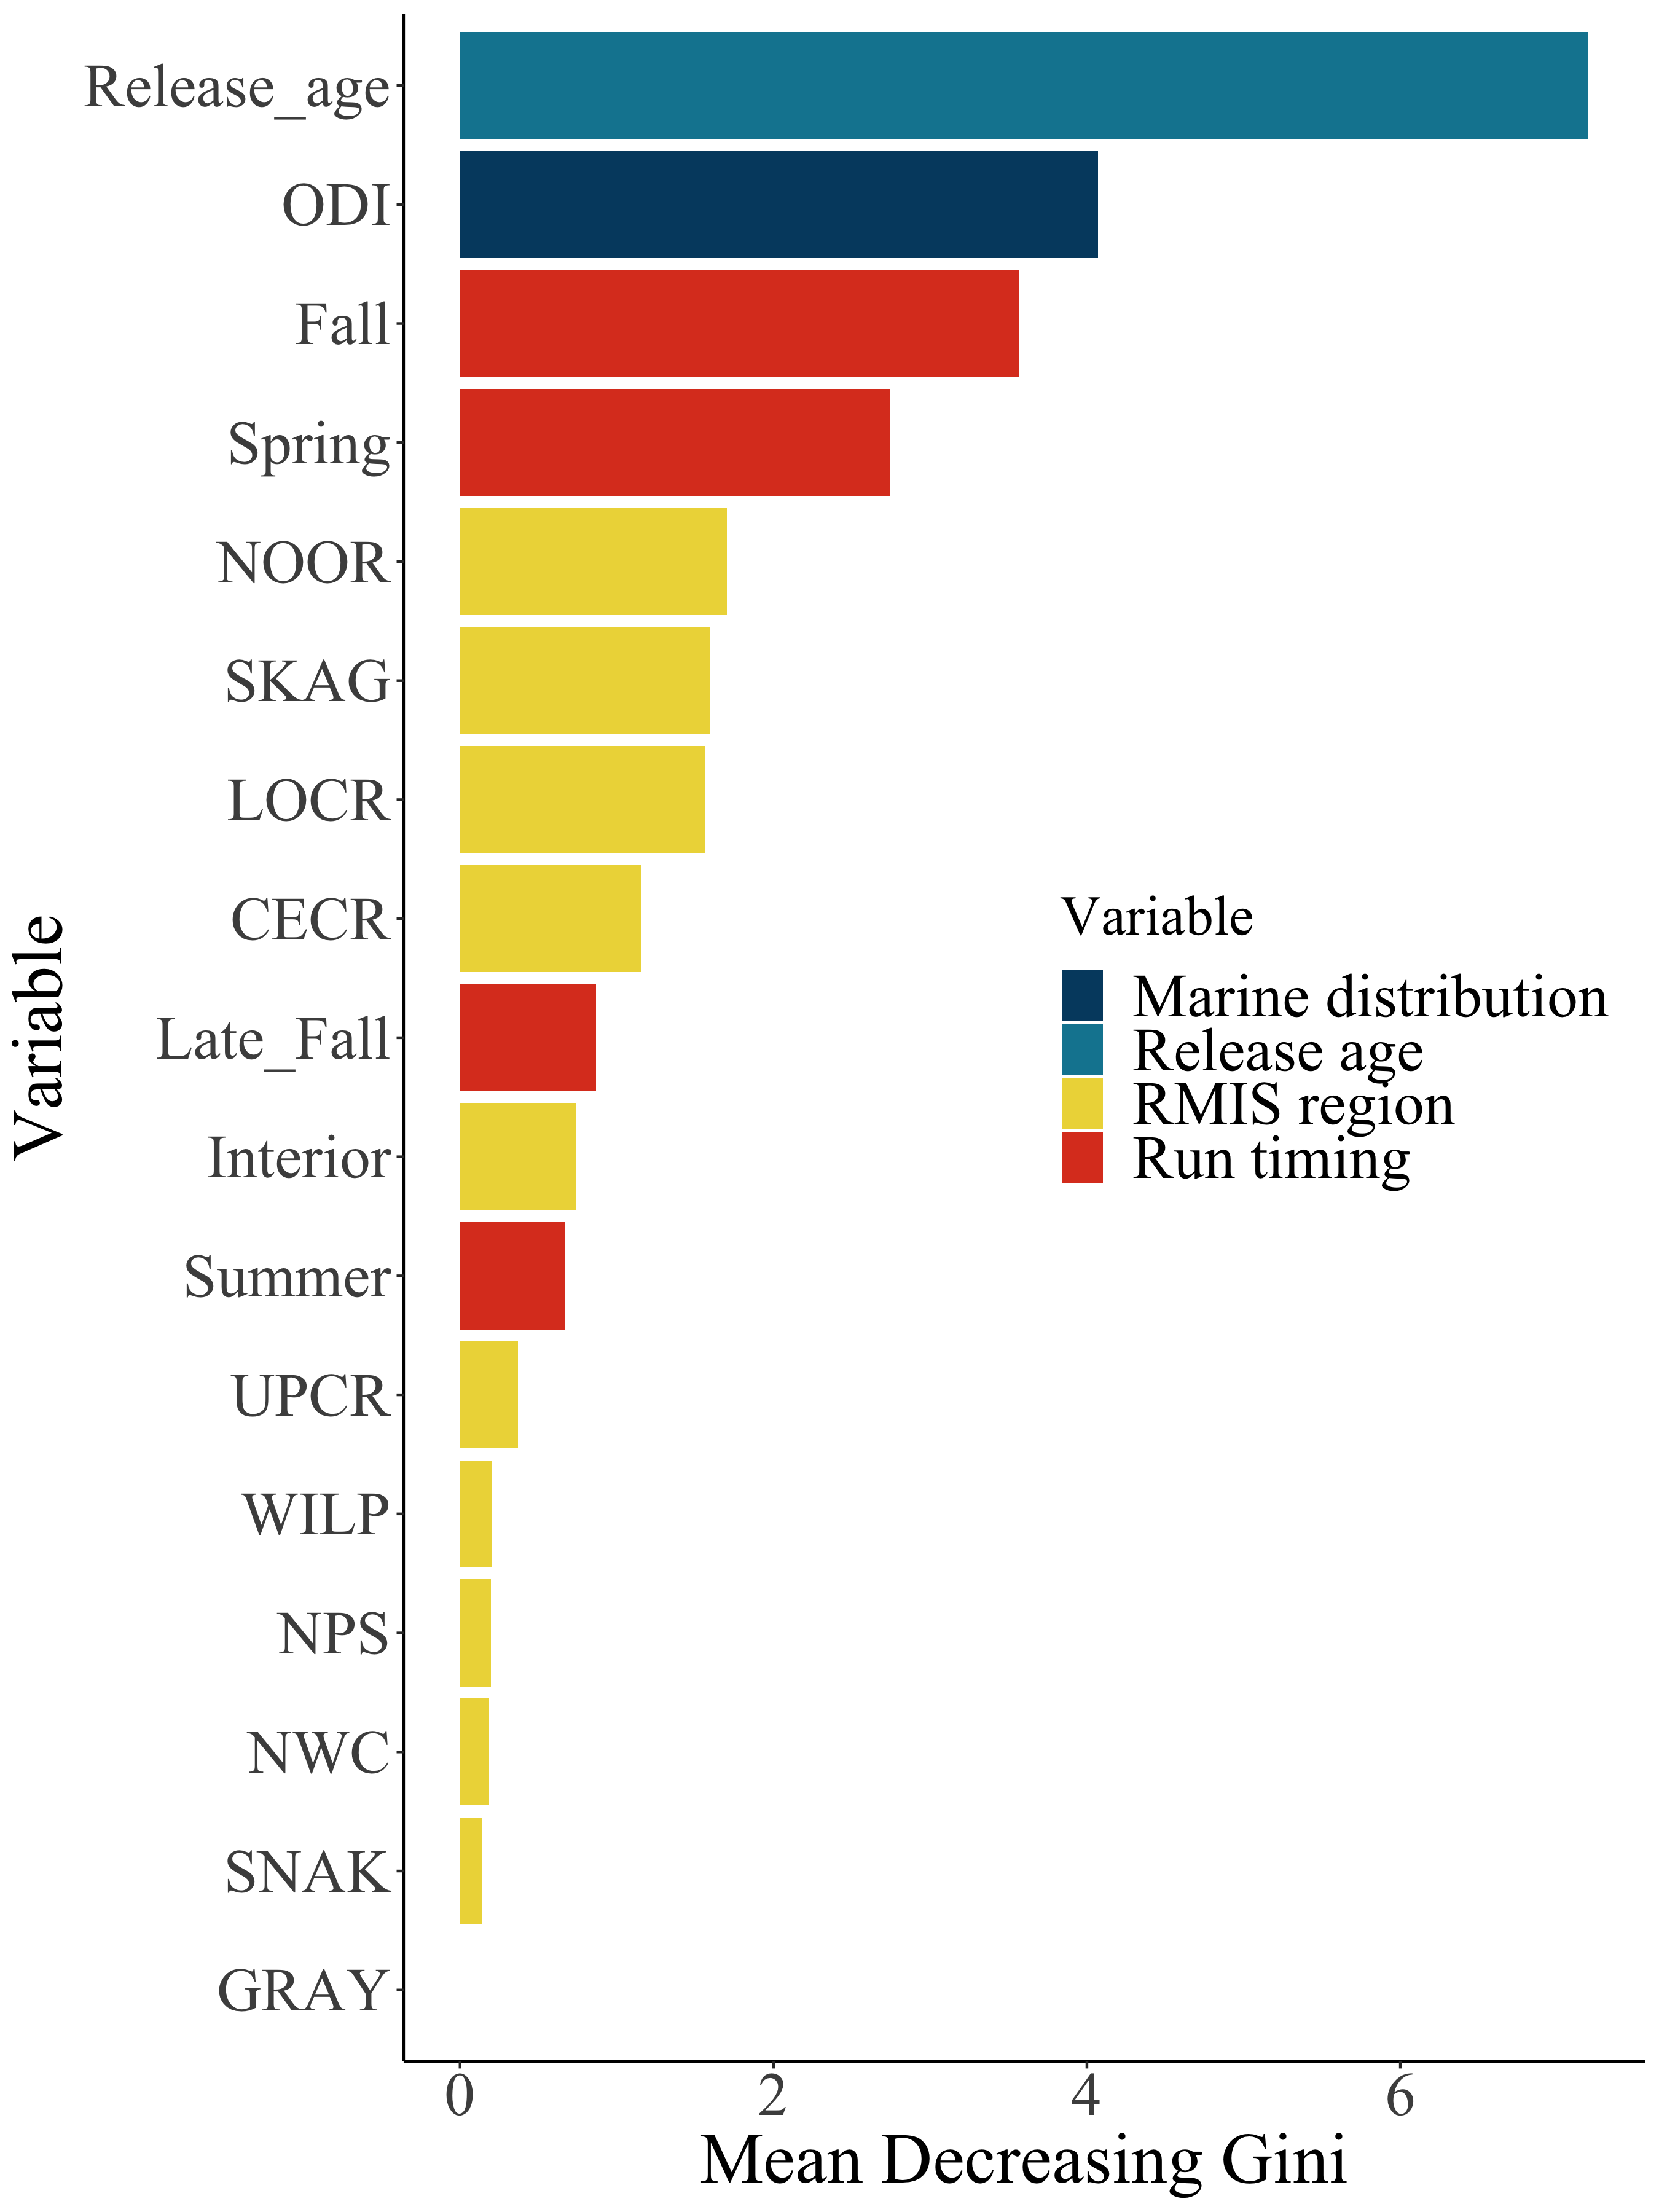 Release_age
ODI
Fall
Spring
NOOR
SKAG
LOCR
CECR
Late_Fall
Interior
Summer
UPCR
WILP
NPS
NWC
SNAK
GRAY
Variable
Variable
Marine distribution
Release age
RMIS region
Run timing
0 2 4 6
Mean Decreasing Gini